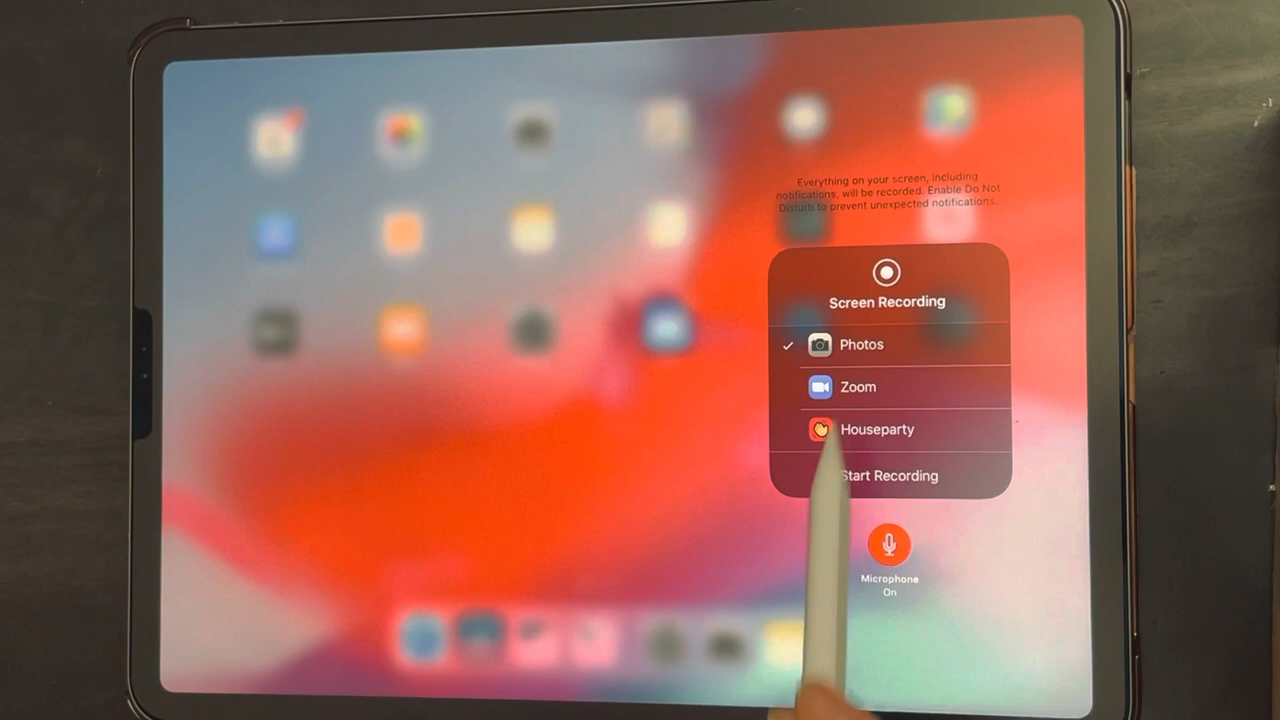 Everything on your screen, including
notifications, will be recorded. Enable Do Not
Disturb to prevent unexpected notifications.
Screen Recording
Photos
Zoom
Houseparty
Start Recording
Microphone
On